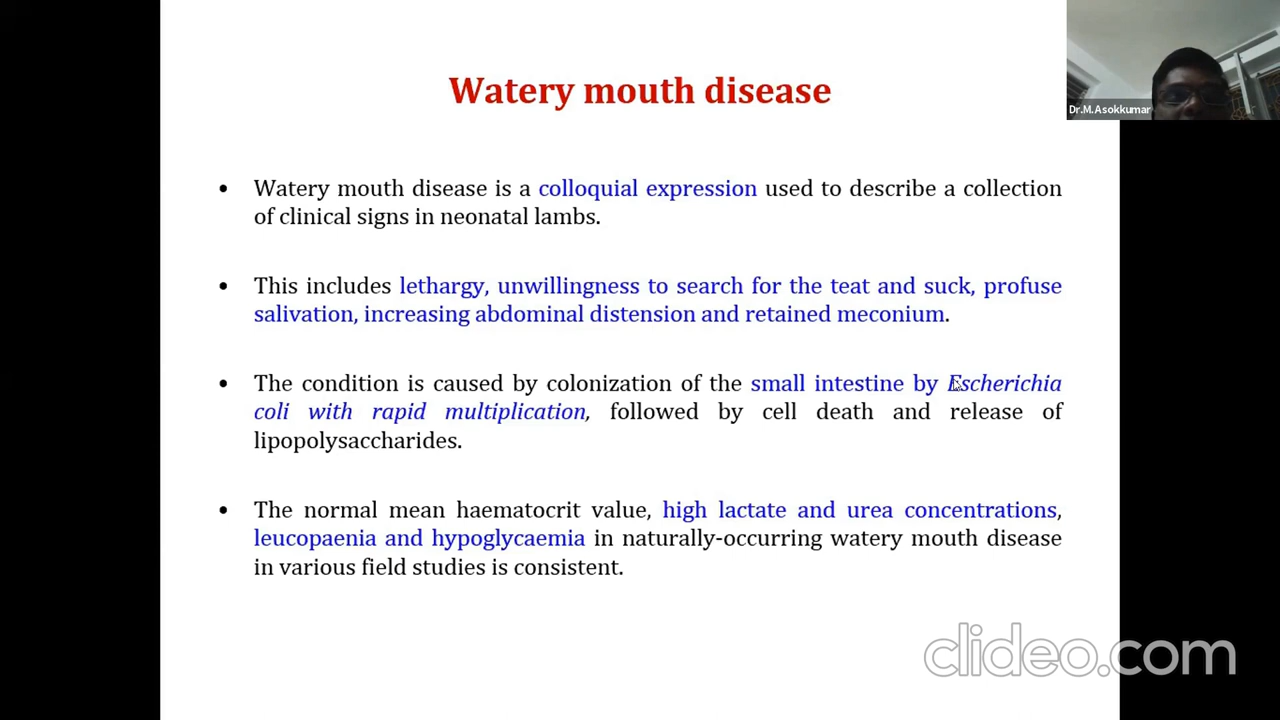 Watery mouth disease
Dr.M.Asokkumar
• Watery mouth disease is a colloquial expression used to describe a collection
of clinical signs in neonatal lambs.
• This includes lethargy, unwillingness to search for the teat and suck, profuse
salivation, increasing abdominal distension and retained meconium.
• The condition is caused by colonization of the small intestine by Escherichia
coli with rapid multiplication, followed by cell death and release of
lipopolysaccharides.
• The normal mean haematocrit value, high lactate and urea concentrations,
leucopaenia and hypoglycaemia in naturally-occurring watery mouth disease
in various field studies is consistent.
clideo.com